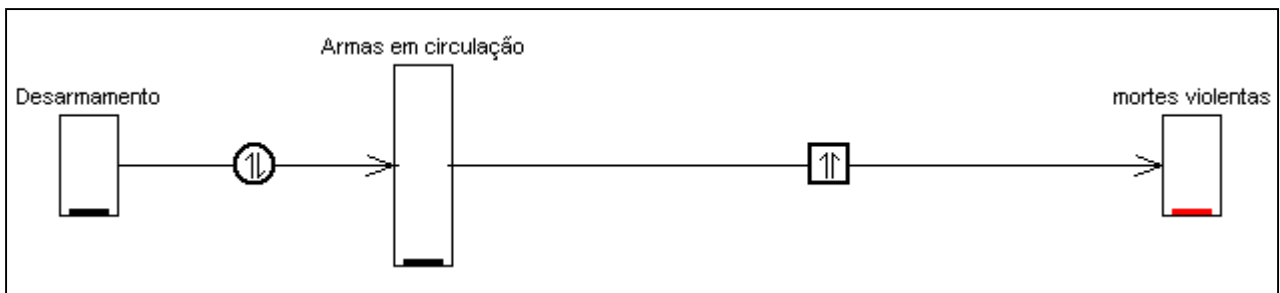 Armas em circulação
Desarmamento
mortes violentas